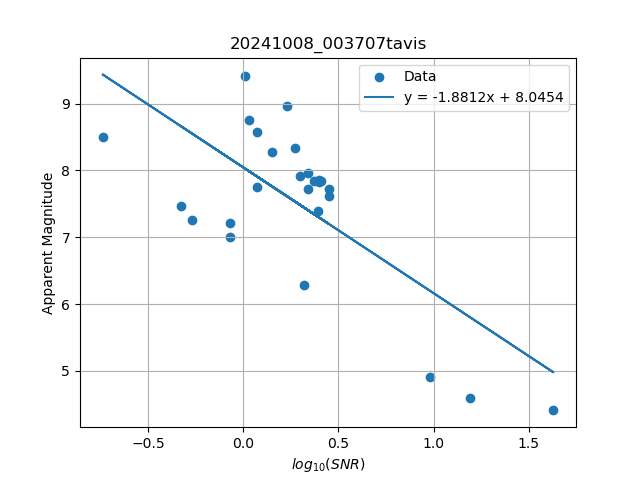 20241008_003707tavis
Data
y = -1.8812x + 8.0454
Apparent Magnitude
9
8
7
6
5
−0.5 0.0 0.5 1.0 1.5
log₁₀(SNR)